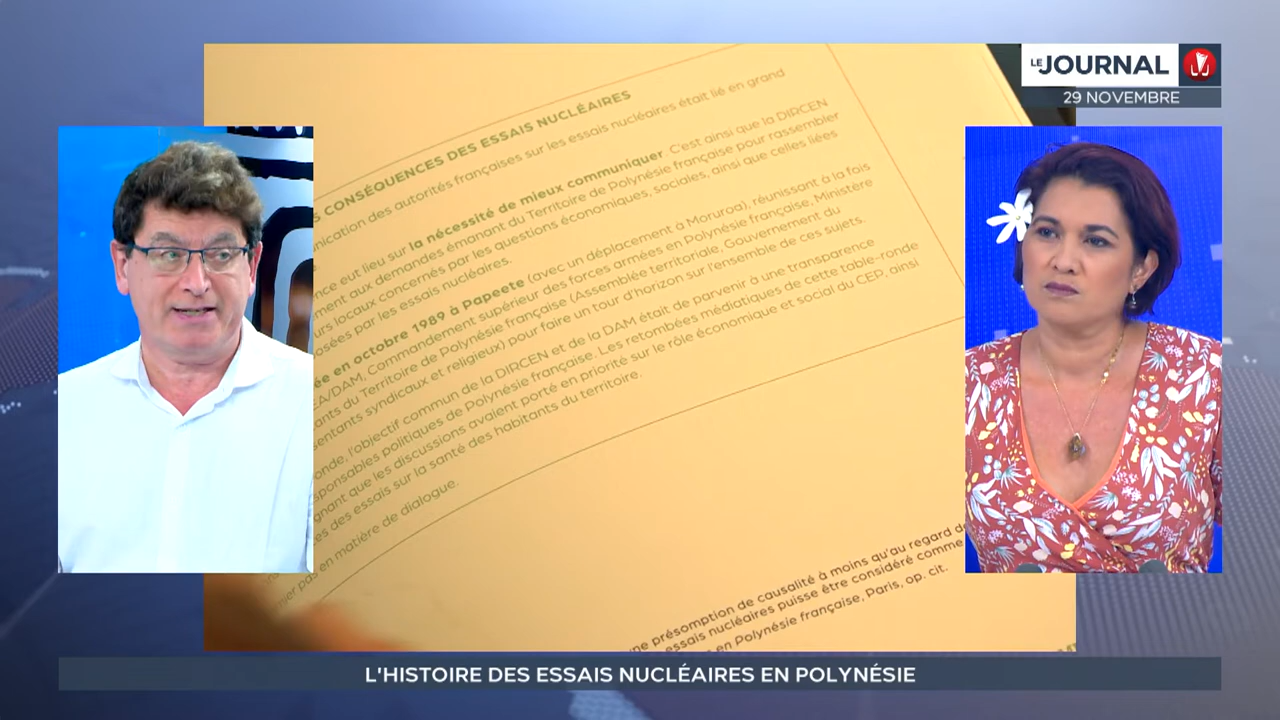 LE JOURNAL
29 NOVEMBRE
CONSÉQUENCES DES ESSAIS NUCLÉAIRES
unication des autorités françaises sur les essais nucléaires était lié en grand
ence eut lieu sur la nécessité de mieux communiquer. C'est ainsi que la DIRCEN
ment aux demandes émanant du Territoire de Polynésie française pour rassembler
urs locaux concernés par les questions économiques, sociales, ainsi que celles liées
osées par les essais nucléaires.
ée en octobre 1989 à Papeete (avec un déplacement à Moruroa), réunissant à la fois
EA/DAM, Commandement supérieur des forces armées en Polynésie française, Ministère
ants du Territoire de Polynésie française (Assemblée territoriale, Gouvernement du
sentants syndicaux et religieux) pour faire un tour d'horizon sur l'ensemble de ces sujets.
onde, l'objectif commun de la DIRCEN et de la DAM était de parvenir à une transparence
sponsables politiques de Polynésie française. Les retombées médiatiques de cette table-ronde
gnant que les discussions avaient porté en priorité sur le rôle économique et social du CEP, ainsi
es des essais sur la santé des habitants du territoire.
mier pas en matière de dialogue.
ne présomption de causalité à moins qu'au regard de
essais nucléaires puisse être considéré comme
en Polynésie française, Paris, op. cit.
L'HISTOIRE DES ESSAIS NUCLÉAIRES EN POLYNÉSIE